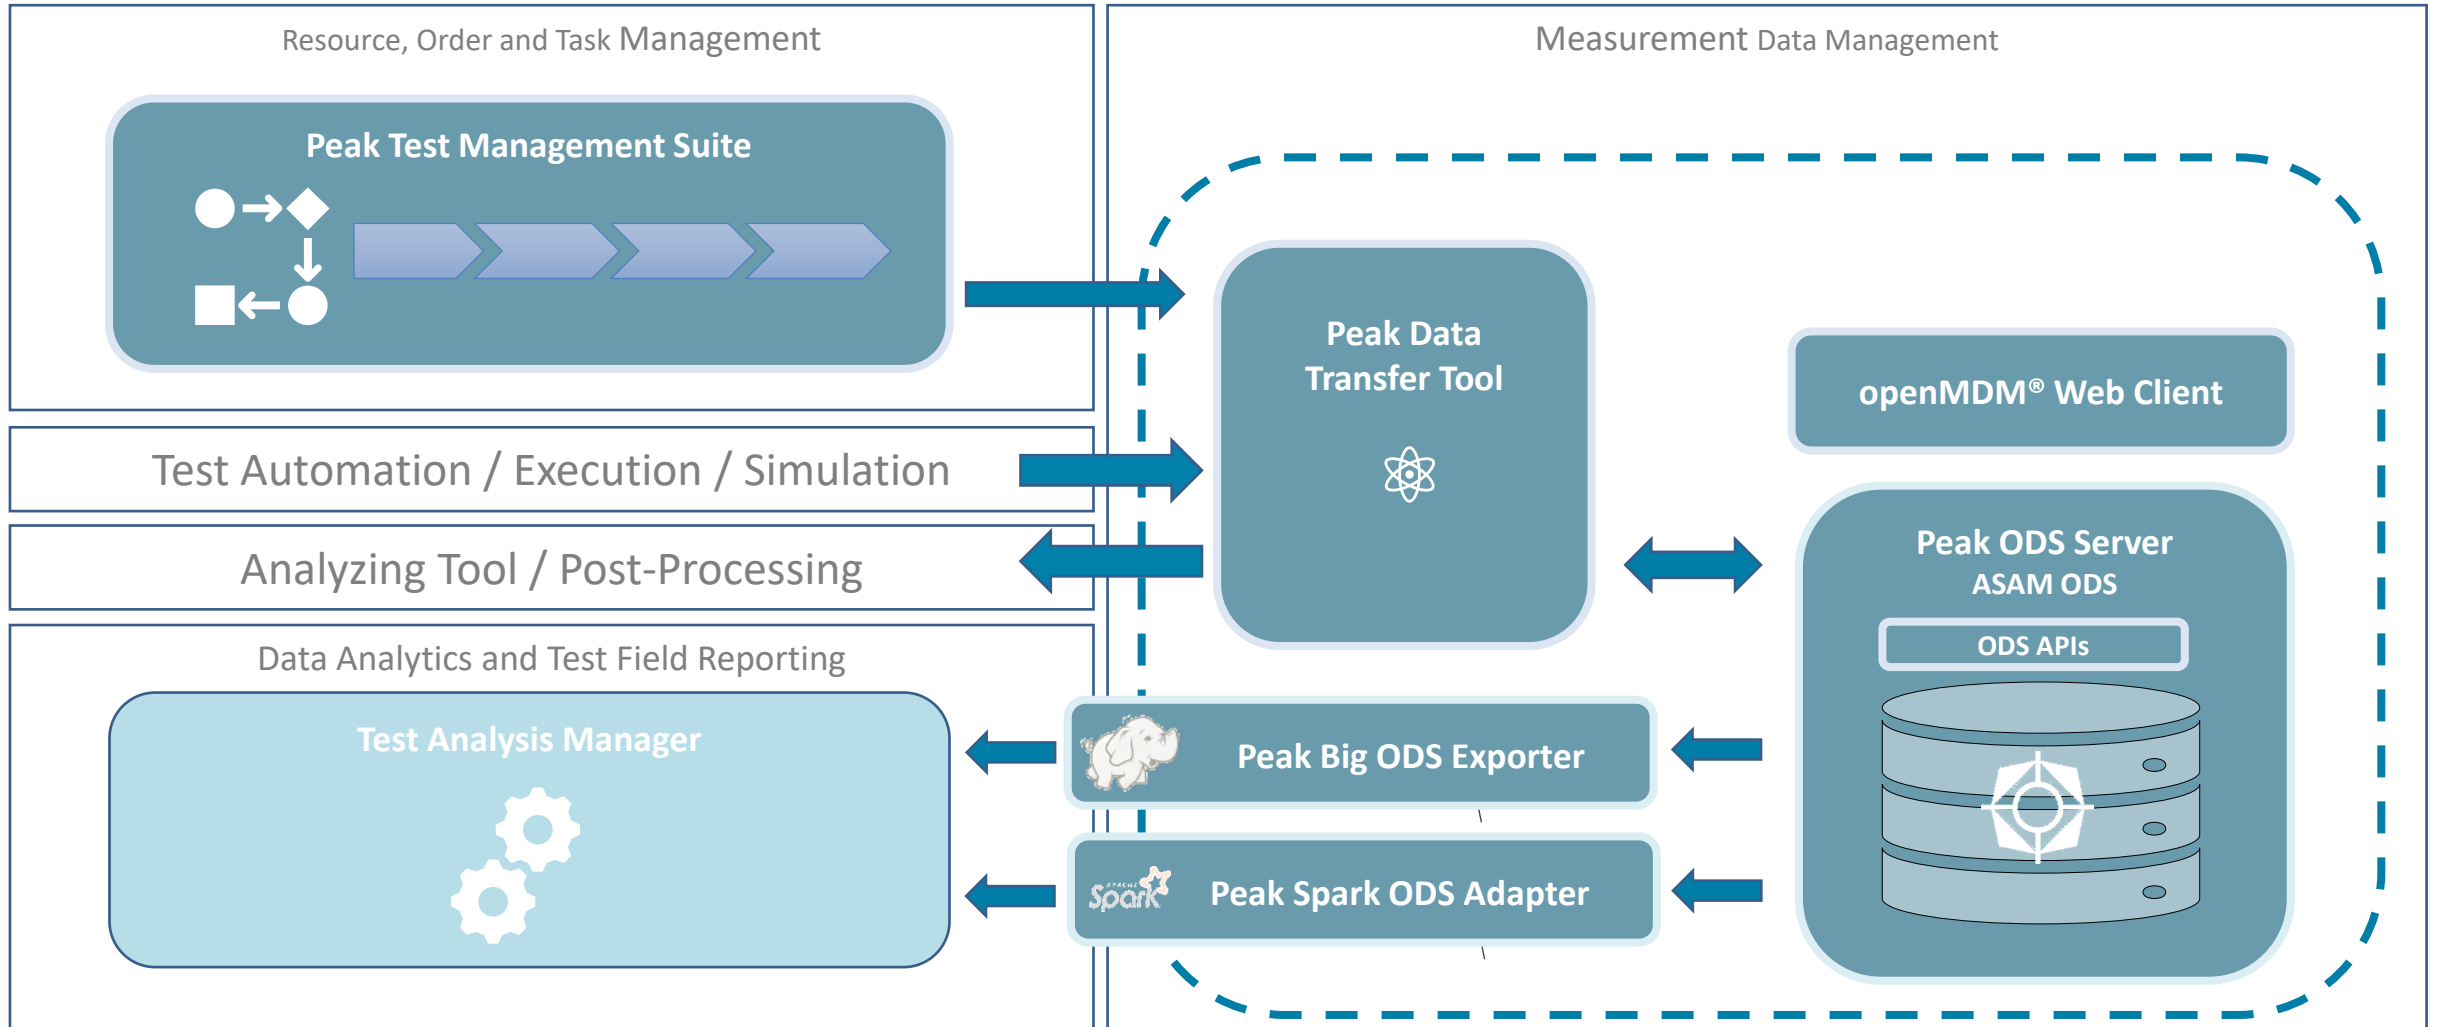 Resource, Order and Task Management
Peak Test Management Suite
Test Automation / Execution / Simulation
Analyzing Tool / Post-Processing
Data Analytics and Test Field Reporting
Test Analysis Manager
Measurement Data Management
Peak Data
Transfer Tool
openMDM® Web Client
Peak ODS Server
ASAM ODS
ODS APIs
Peak Big ODS Exporter
APACHE
Spark
Peak Spark ODS Adapter